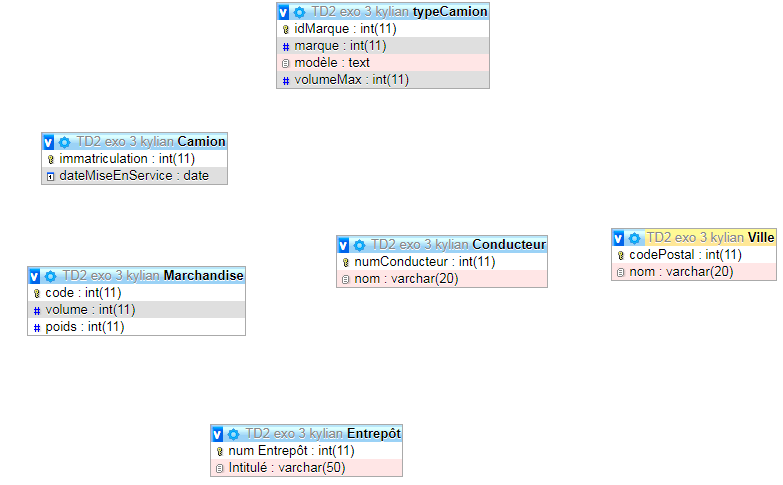 TD2 exo 3 kylian typeCamion
idMarque : int(11)
marque : int(11)
modèle : text
volumeMax : int(11)
TD2 exo 3 kylian Camion
immatriculation : int(11)
dateMiseEnService : date
TD2 exo 3 kylian Conducteur
numConducteur : int(11)
nom : varchar(20)
TD2 exo 3 kylian Ville
codePostal : int(11)
nom : varchar(20)
TD2 exo 3 kylian Marchandise
code : int(11)
volume : int(11)
poids : int(11)
TD2 exo 3 kylian Entrepôt
num Entrepôt : int(11)
Intitulé : varchar(50)